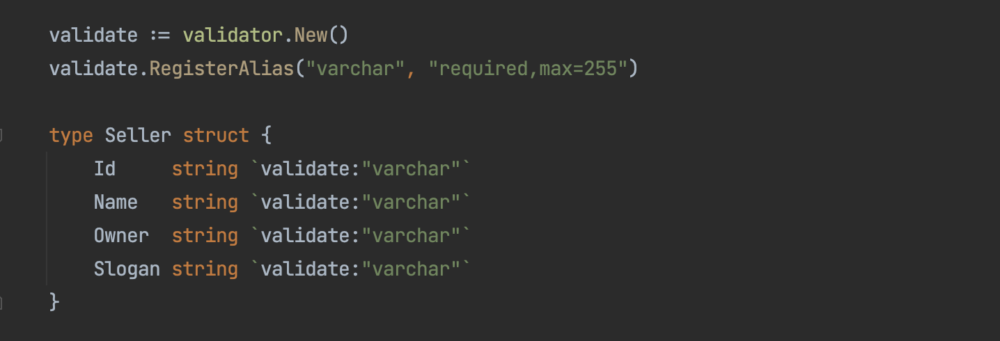 validate := validator.New()
validate.RegisterAlias("varchar", "required,max=255")
type Seller struct {
Id string `validate:"varchar"`
Name string `validate:"varchar"`
Owner string `validate:"varchar"`
Slogan string `validate:"varchar"`
}